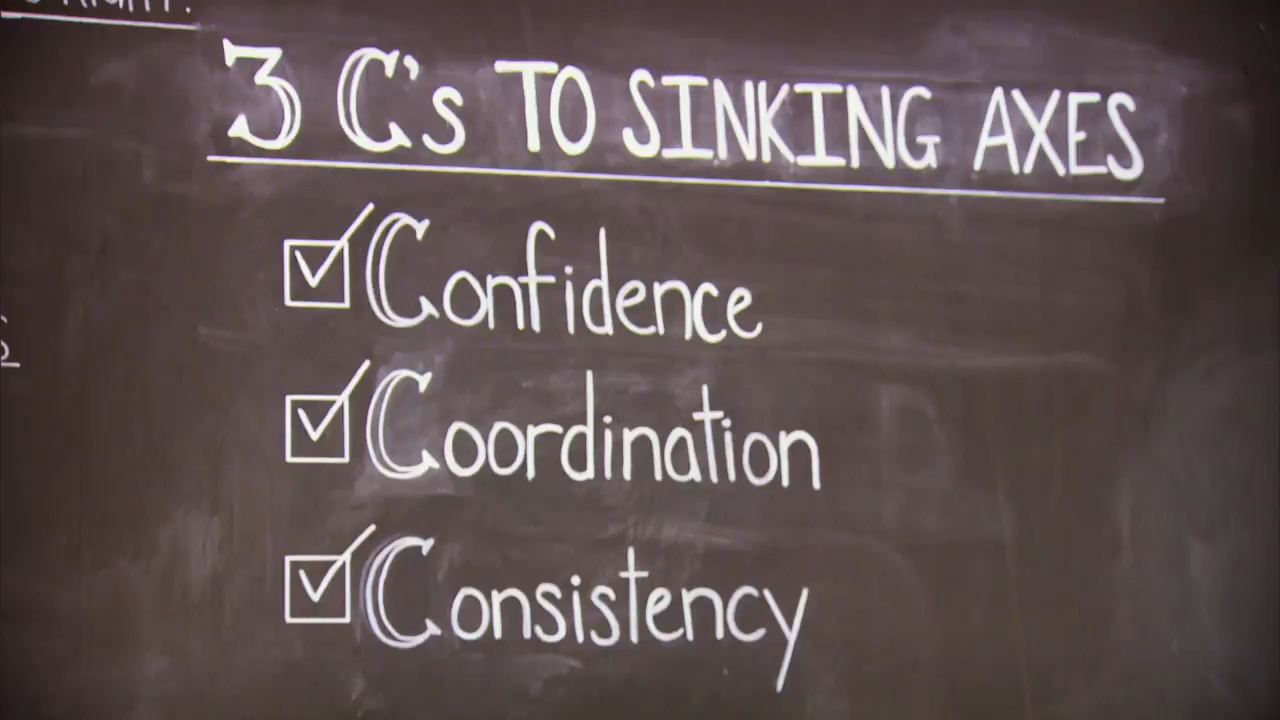 3 C's TO SINKING AXES
Confidence
Coordination
Consistency